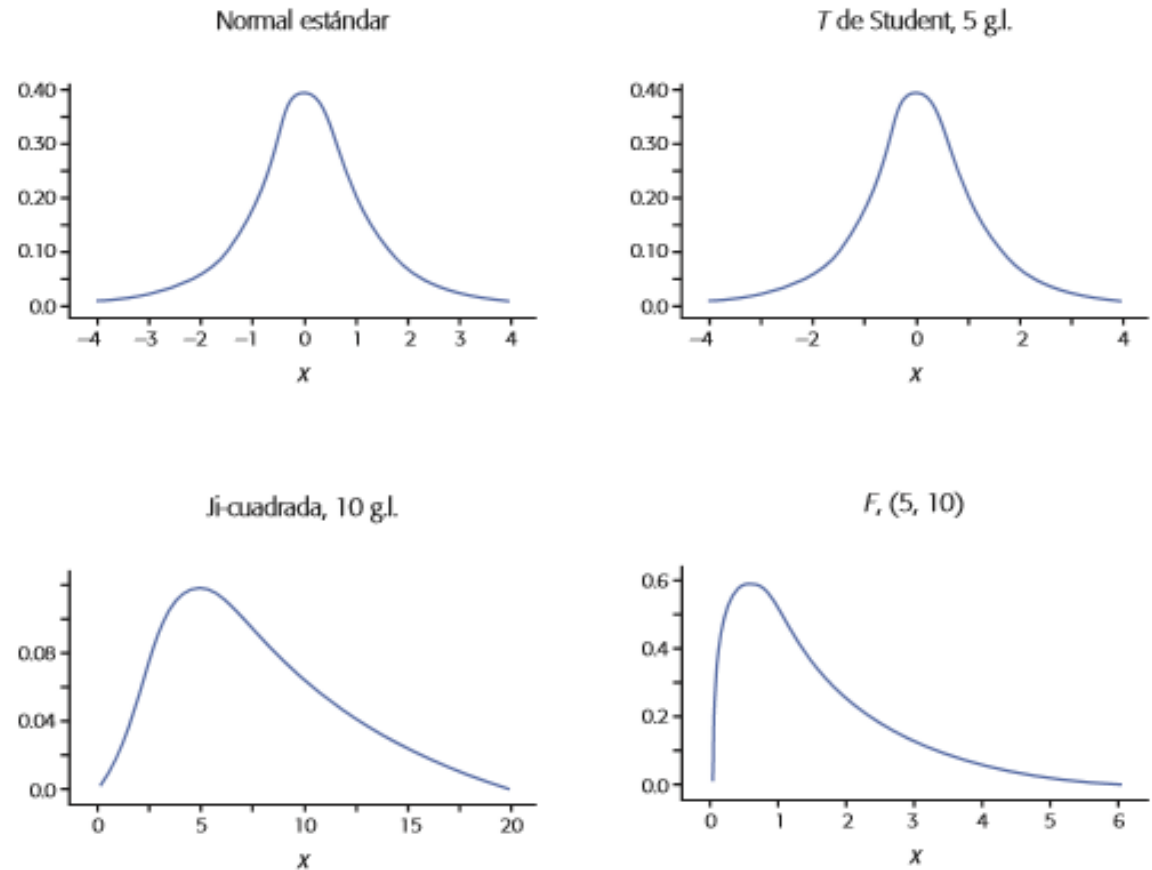 Normal estándar
0.40
0.30
0.20
0.10
0.0
–4 –3 –2 –1 0 1 2 3 4
x
T de Student, 5 g.l.
0.40
0.30
0.20
0.10
0.0
–4 –2 0 2 4
x
Ji-cuadrada, 10 g.l.
0.08
0.04
0.0
0 5 10 15 20
x
F, (5, 10)
0.6
0.4
0.2
0.0
0 1 2 3 4 5 6
x